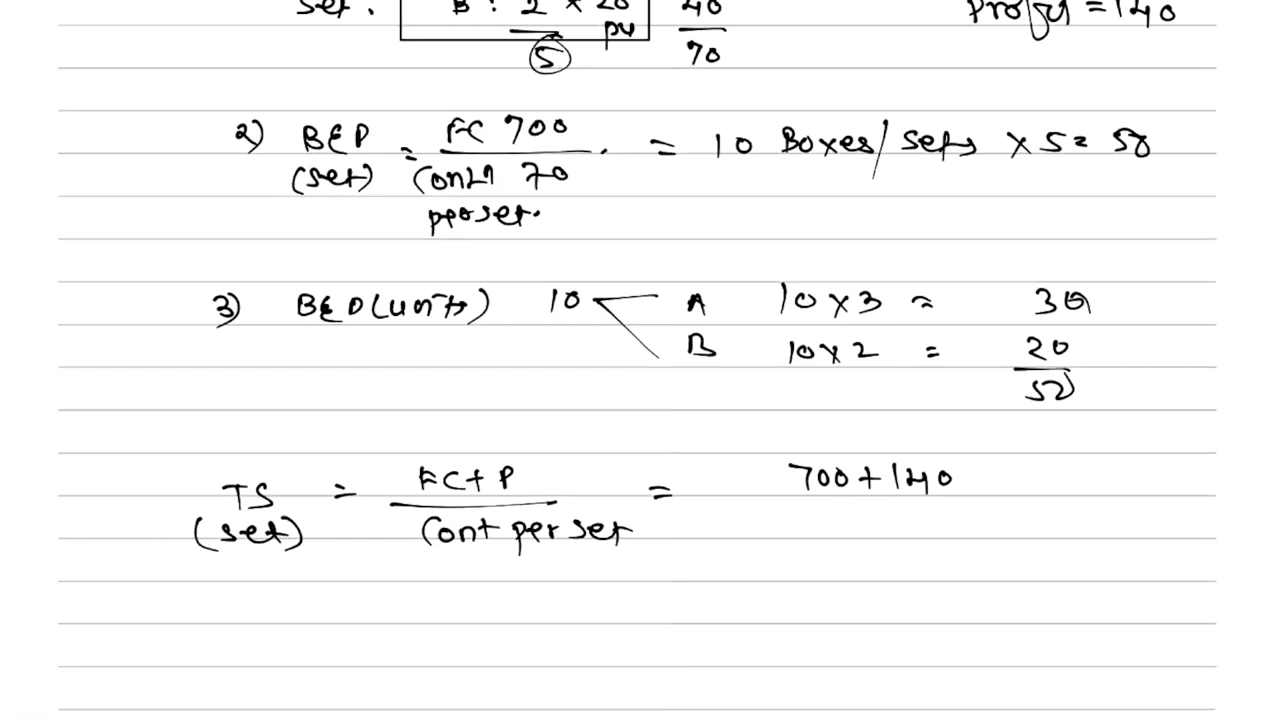 set. B : 2 x 20 40 Profit = 140
5 pu 70
2) BEP = FC 700 = 10 Boxes/sets x 5 = 50
(set) Contn 70
per set.
3) BEP (units) 10 A 10 x 3 = 30
B 10 x 2 = 20
50
TS = FC + P = 700 + 140
(set) Cont per set